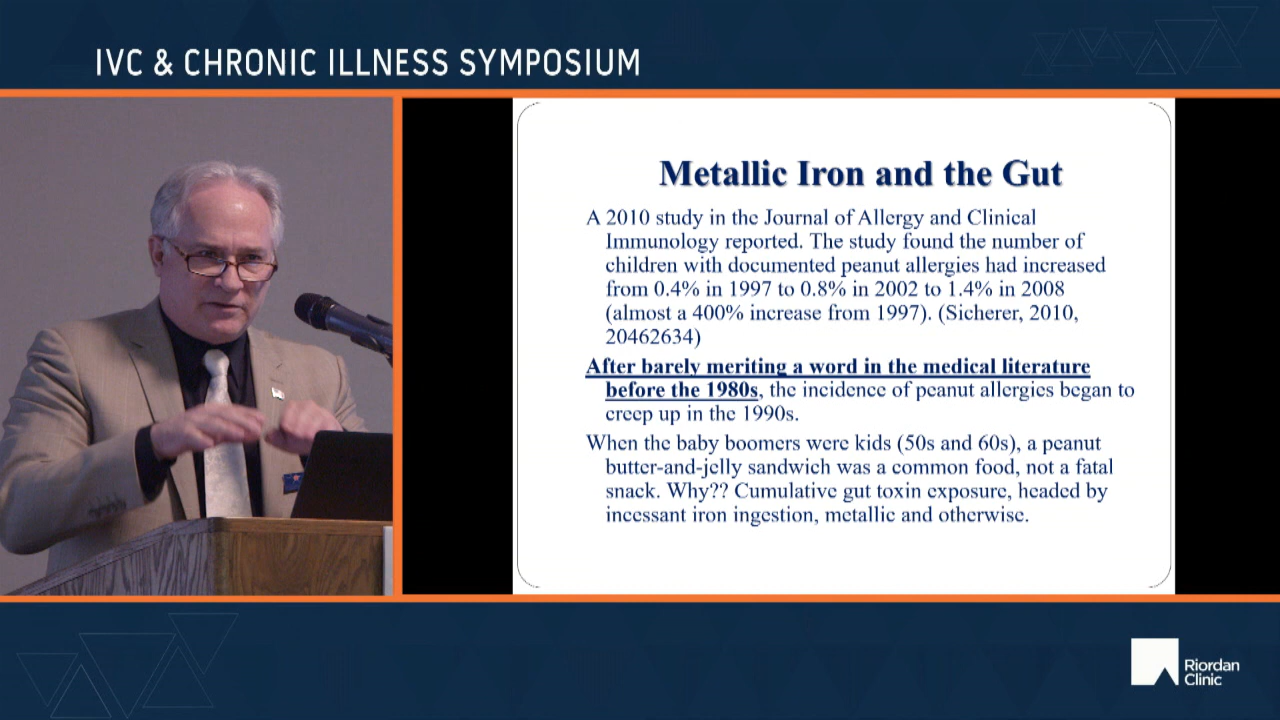 IVC & CHRONIC ILLNESS SYMPOSIUM
Metallic Iron and the Gut
A 2010 study in the Journal of Allergy and Clinical
Immunology reported. The study found the number of
children with documented peanut allergies had increased
from 0.4% in 1997 to 0.8% in 2002 to 1.4% in 2008
(almost a 400% increase from 1997). (Sicherer, 2010,
20462634)
After barely meriting a word in the medical literature
before the 1980s, the incidence of peanut allergies began to
creep up in the 1990s.
When the baby boomers were kids (50s and 60s), a peanut
butter-and-jelly sandwich was a common food, not a fatal
snack. Why?? Cumulative gut toxin exposure, headed by
incessant iron ingestion, metallic and otherwise.
Riordan
Clinic